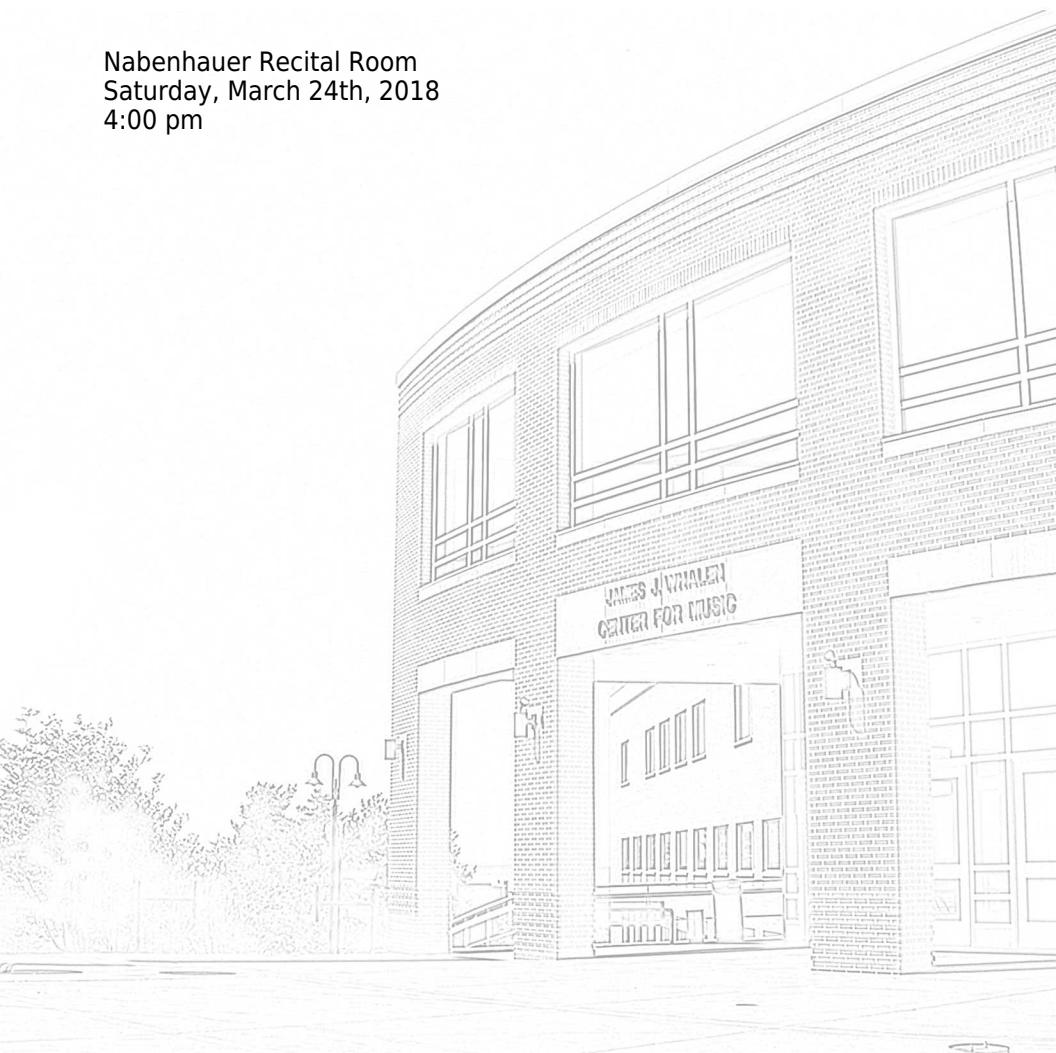 Nabenhauer Recital Room
Saturday, March 24th, 2018
4:00 pm
JAMES J. WHALEN
CENTER FOR MUSIC